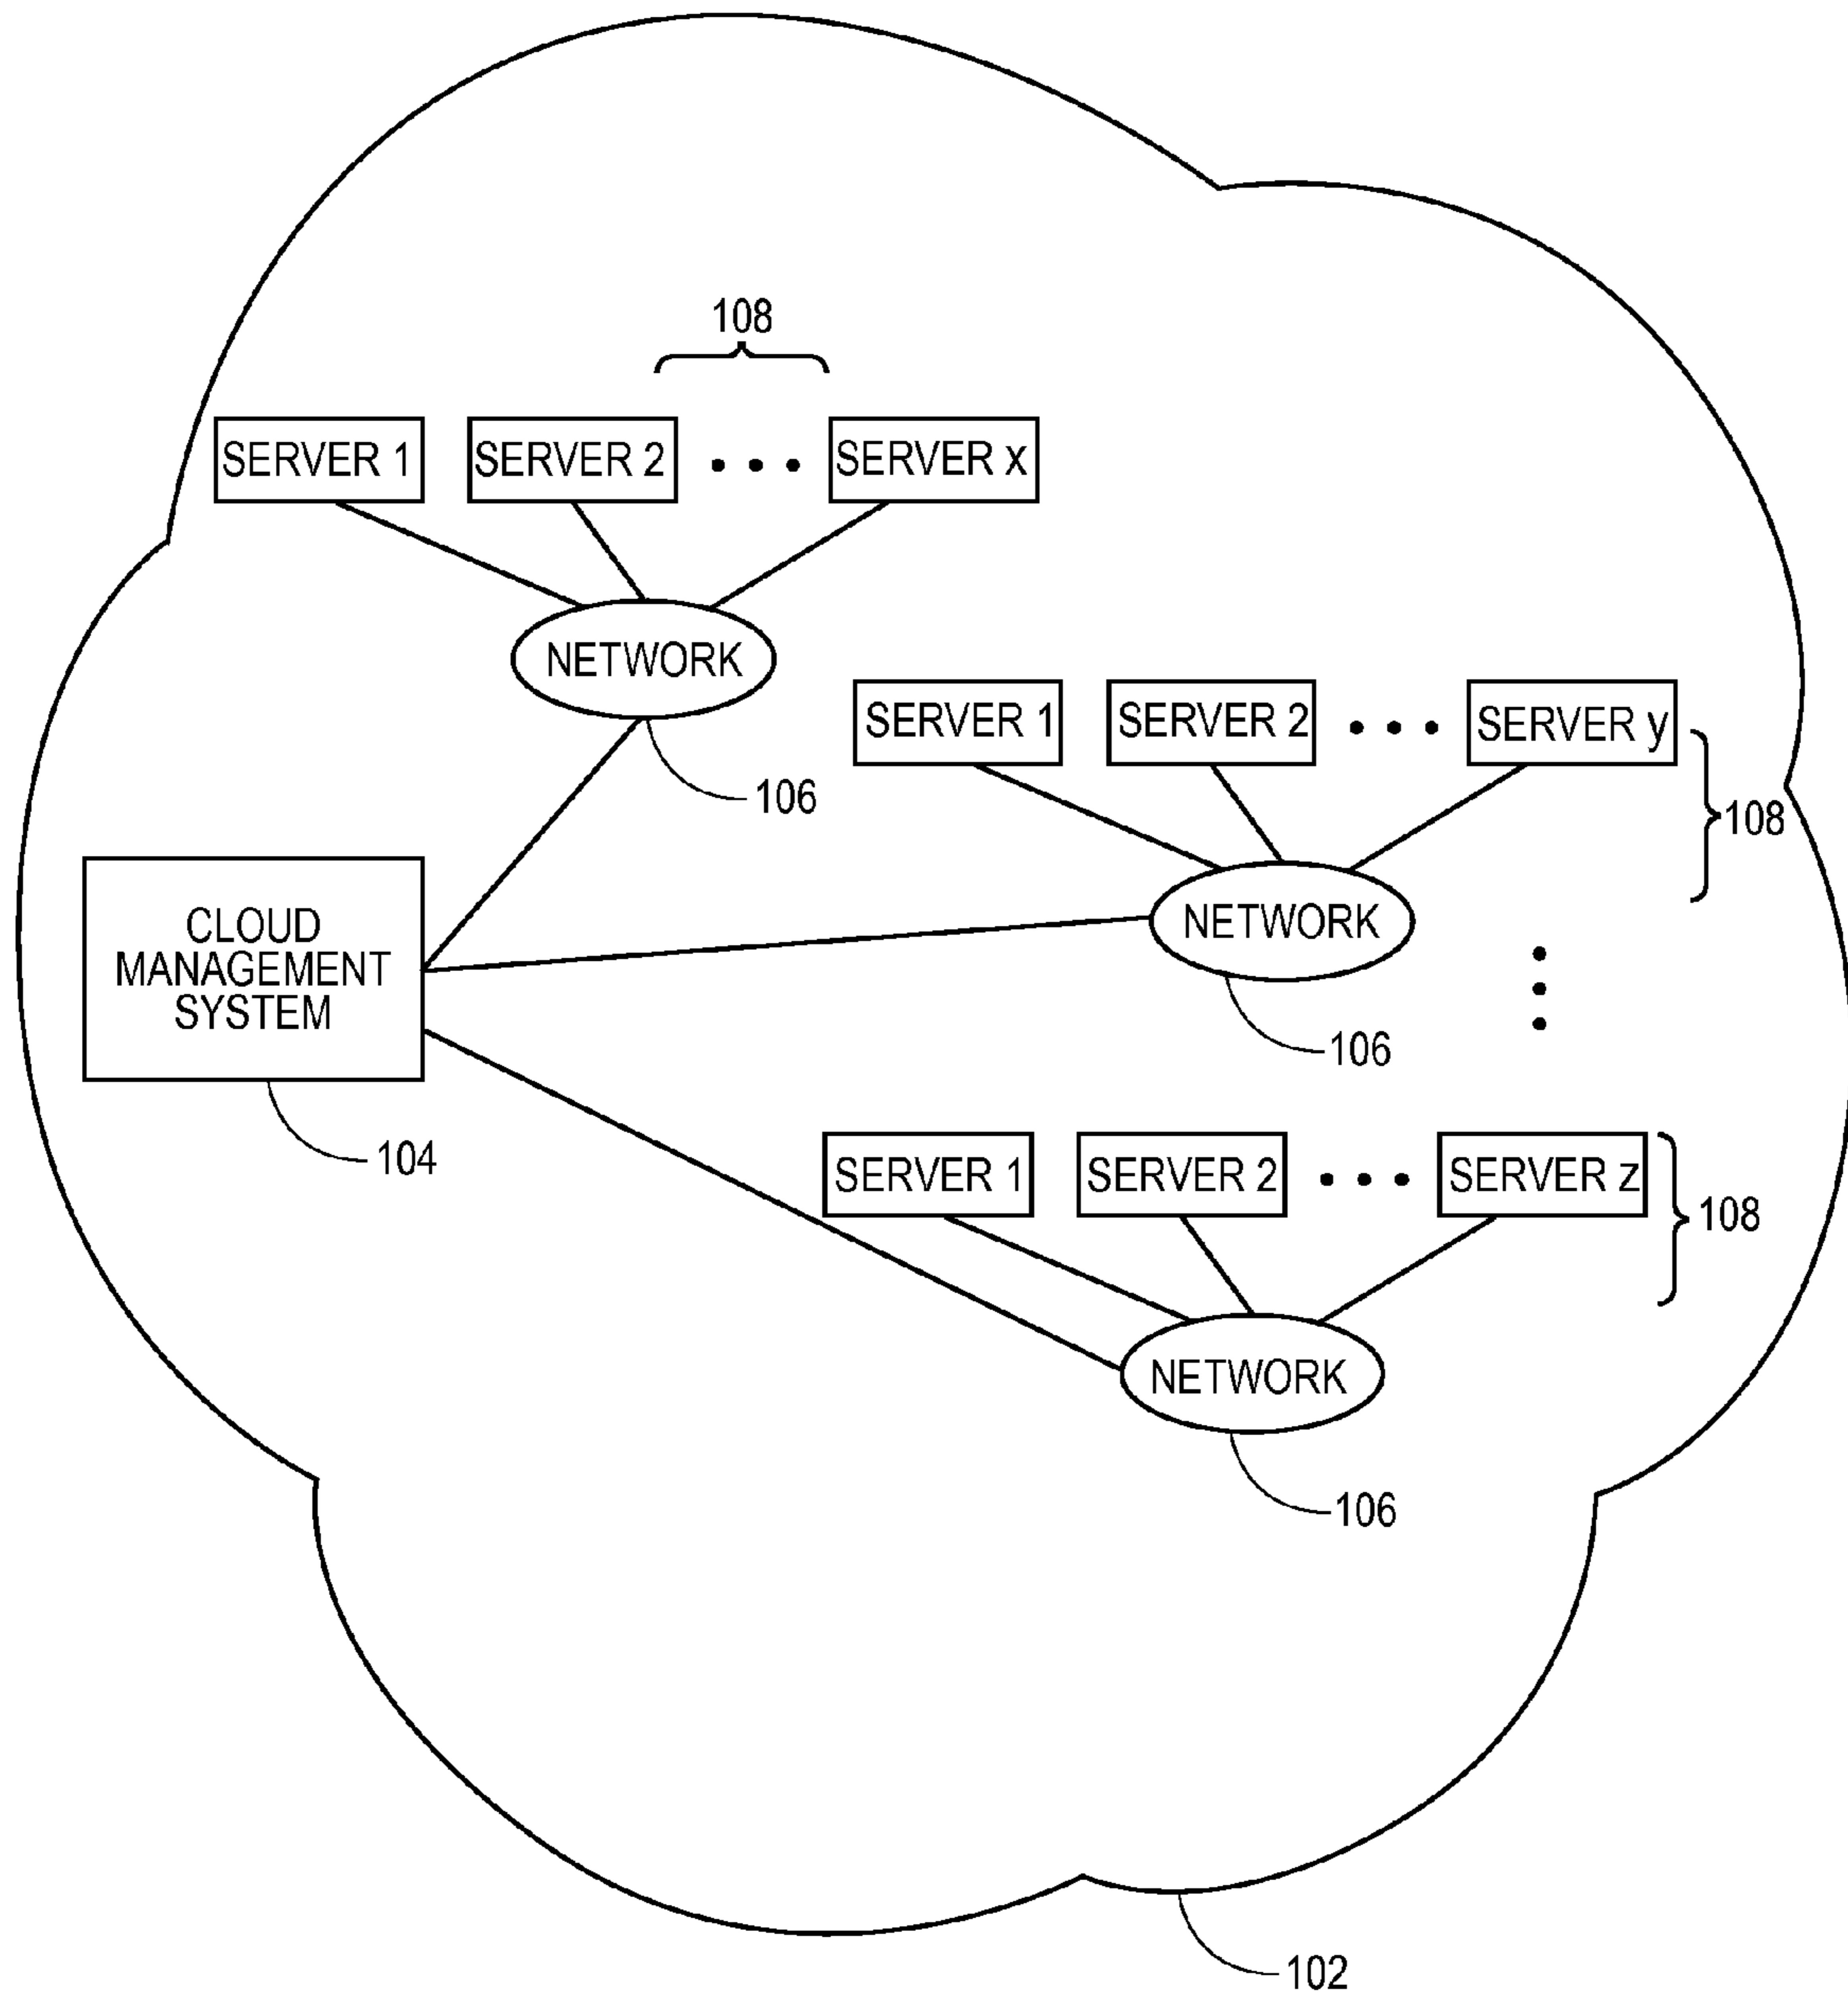 108
SERVER 1
SERVER 2
SERVER x
NETWORK
106
SERVER 1
SERVER 2
SERVER y
108
NETWORK
106
CLOUD
MANAGEMENT
SYSTEM
104
SERVER 1
SERVER 2
SERVER z
108
NETWORK
106
102